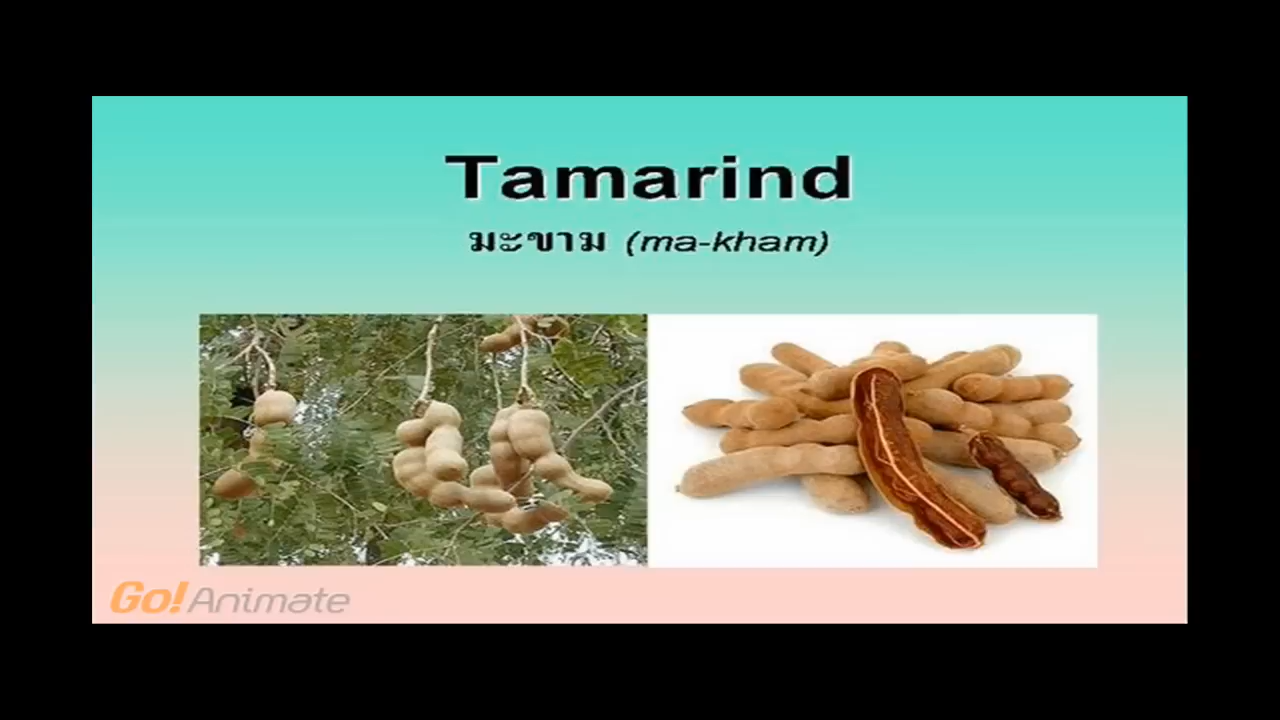 Tamarind
มะขาม (ma-kham)
Go!Animate